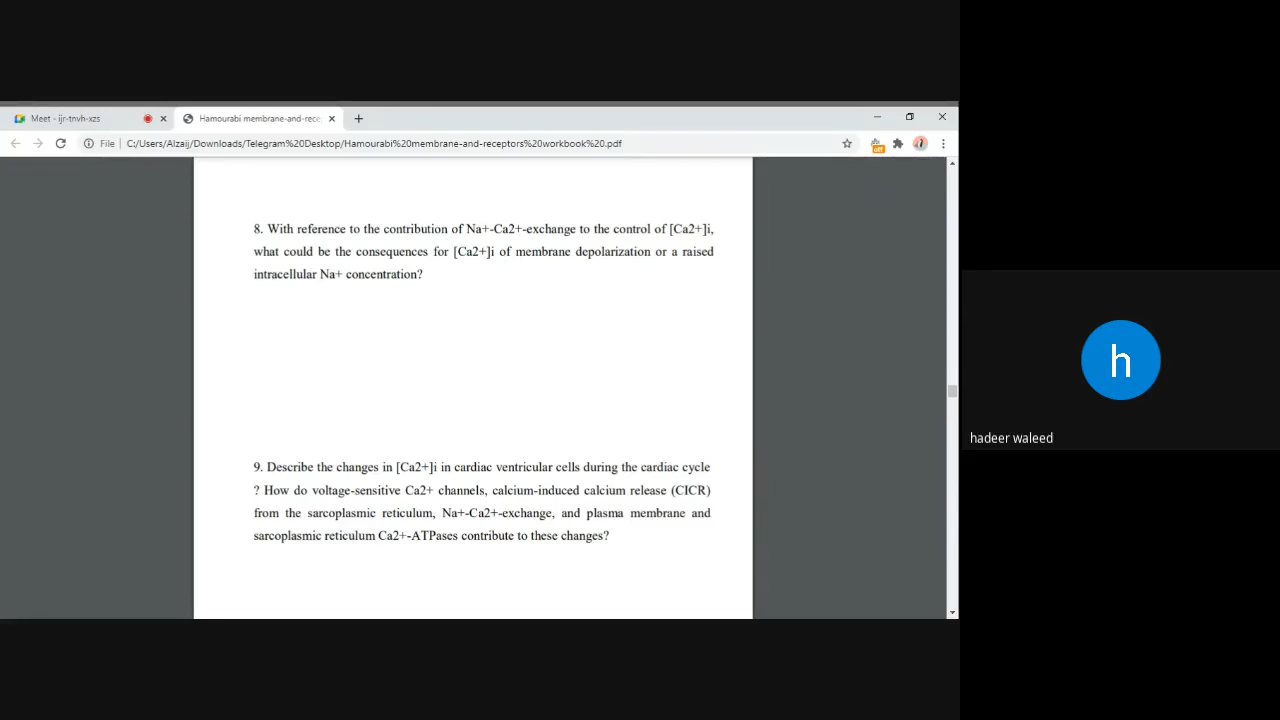 Meet - ijr-tnvh-xzs
Hamourabi membrane-and-rece
File
C:/Users/Alzaij/Downloads/Telegram%20Desktop/Hamourabi%20membrane-and-receptors%20workbook%20.pdf
off
8. With reference to the contribution of Na+-Ca2+-exchange to the control of [Ca2+]i,
what could be the consequences for [Ca2+]i of membrane depolarization or a raised
intracellular Na+ concentration?
9. Describe the changes in [Ca2+]i in cardiac ventricular cells during the cardiac cycle
? How do voltage-sensitive Ca2+ channels, calcium-induced calcium release (CICR)
from the sarcoplasmic reticulum, Na+-Ca2+-exchange, and plasma membrane and
sarcoplasmic reticulum Ca2+-ATPases contribute to these changes?
h
hadeer waleed